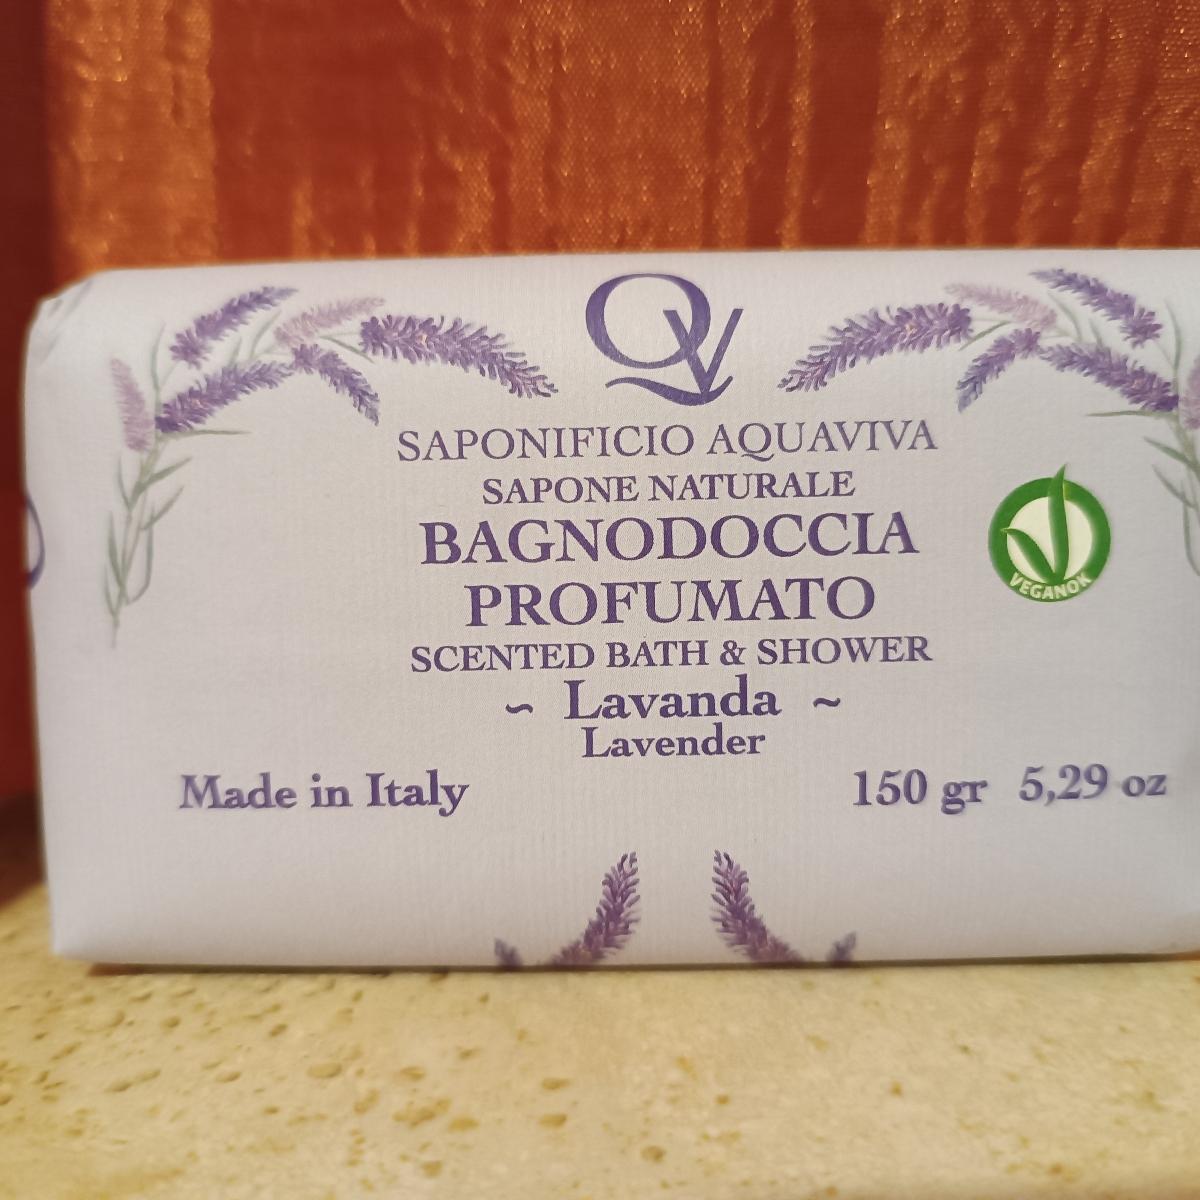 QV
SAPONIFICIO AQUAVIVA
SAPONE NATURALE
BAGNODOCCIA
PROFUMATO
VEGANOK
SCENTED BATH & SHOWER
~ Lavanda ~
Lavender
Made in Italy 150 gr 5,29 oz